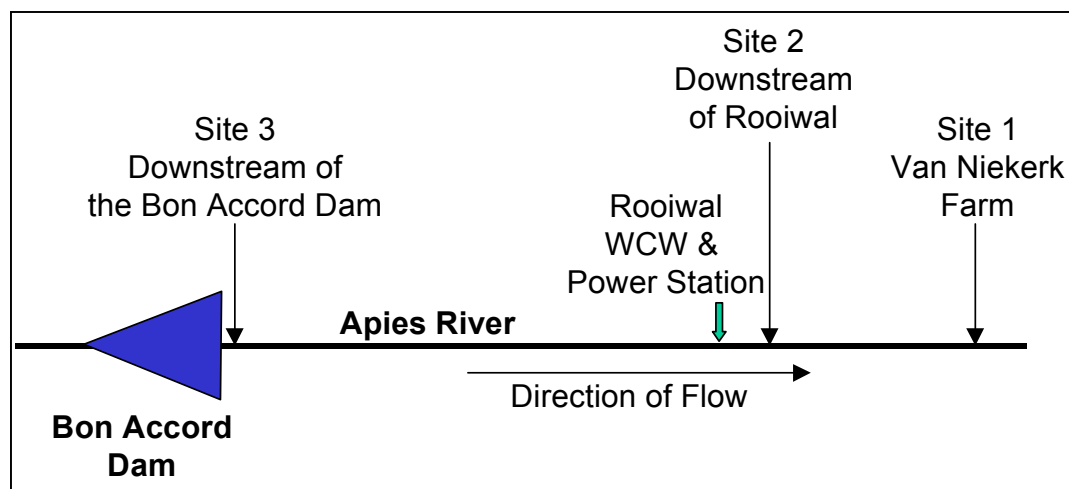 Site 3
Downstream of
the Bon Accord Dam
Site 2
Downstream
of Rooiwal
Site 1
Van Niekerk
Farm
Rooiwal
WCW &
Power Station
Apies River
Direction of Flow
Bon Accord
Dam